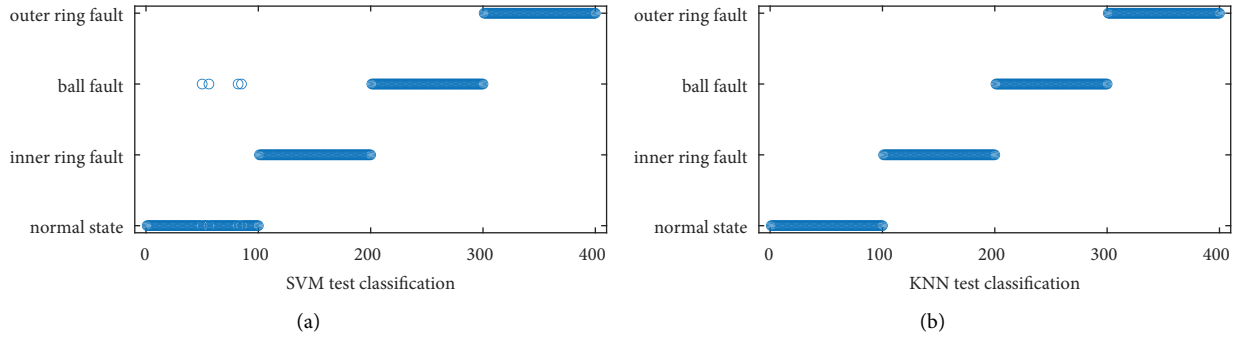 outer ring fault
ball fault
inner ring fault
normal state
0 100 200 300 400
SVM test classification
(a)
outer ring fault
ball fault
inner ring fault
normal state
0 100 200 300 400
KNN test classification
(b)